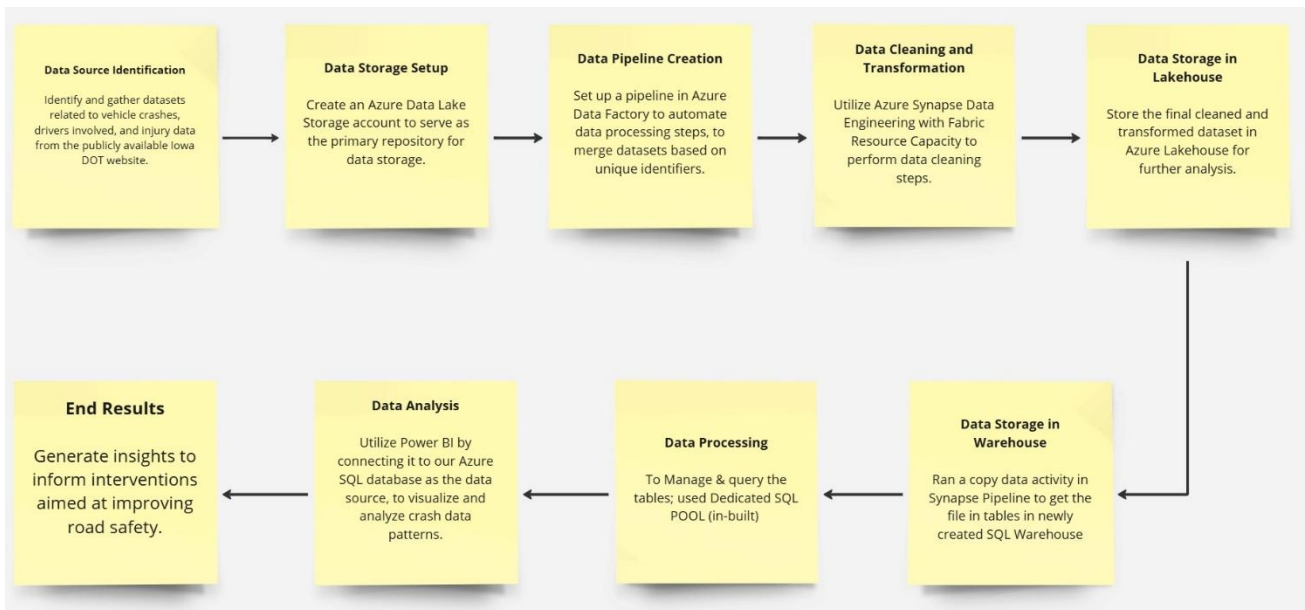 Data Source Identification
Identify and gather datasets
related to vehicle crashes,
drivers involved, and injury data
from the publicly available Iowa
DOT website.
Data Storage Setup
Create an Azure Data Lake
Storage account to serve as
the primary repository for
data storage.
Data Pipeline Creation
Set up a pipeline in Azure
Data Factory to automate
data processing steps, to
merge datasets based on
unique identifiers.
Data Cleaning and
Transformation
Utilize Azure Synapse Data
Engineering with Fabric
Resource Capacity to
perform data cleaning
steps.
Data Storage in
Lakehouse
Store the final cleaned and
transformed dataset in
Azure Lakehouse for
further analysis.
Data Storage in
Warehouse
Ran a copy data activity in
Synapse Pipeline to get the
file in tables in newly
created SQL Warehouse
Data Processing
To Manage & query the
tables; used Dedicated SQL
POOL (in-built)
Data Analysis
Utilize Power BI by
connecting it to our Azure
SQL database as the data
source, to visualize and
analyze crash data
patterns.
End Results
Generate insights to
inform interventions
aimed at improving
road safety.